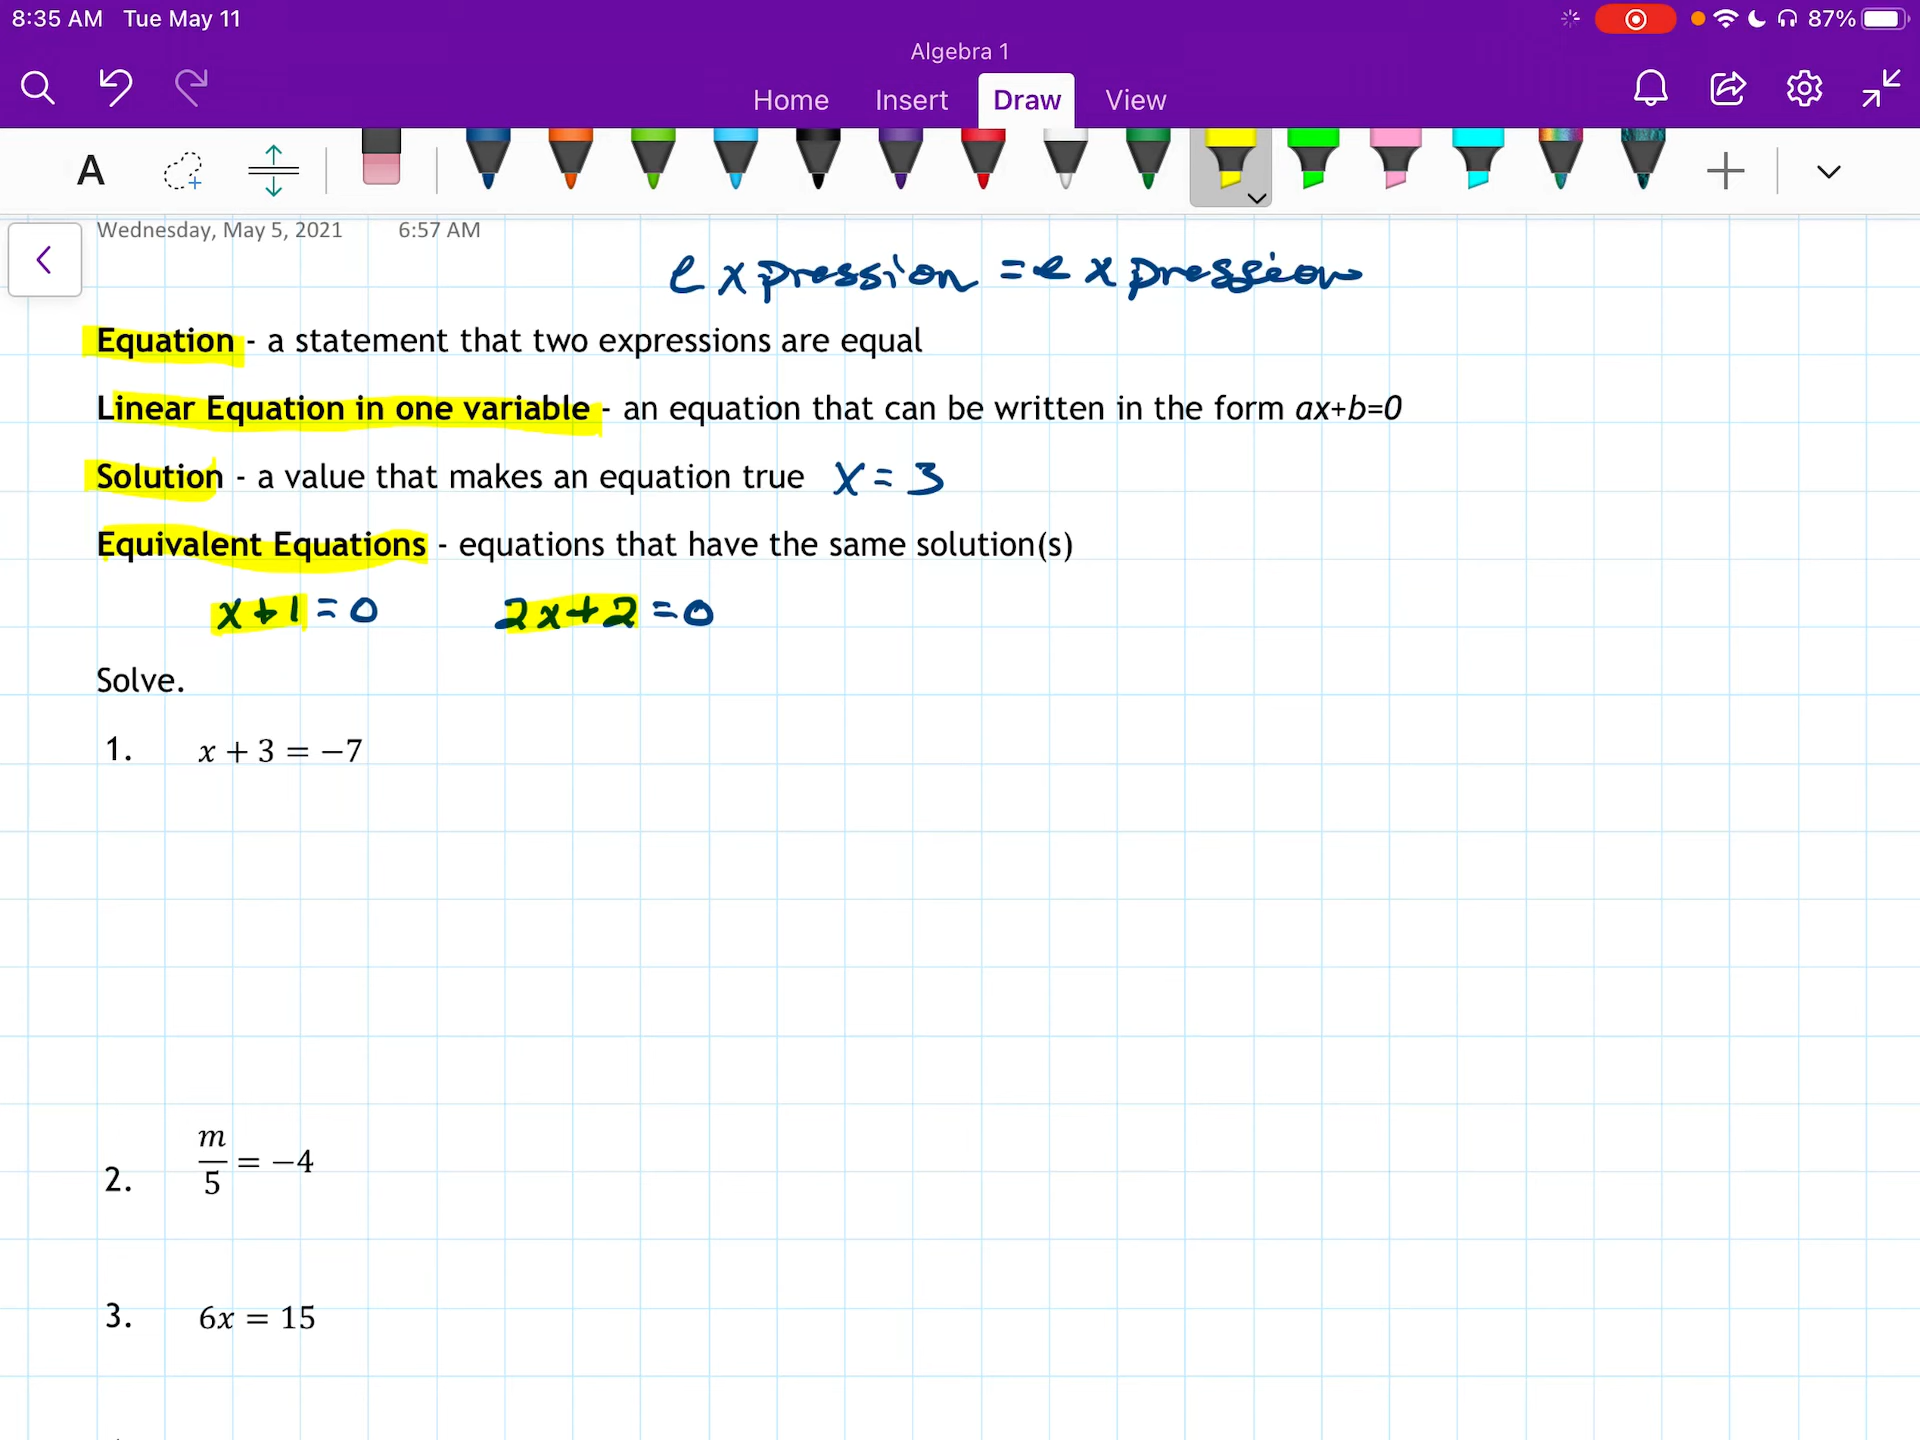 8:35 AM Tue May 11 87%
Algebra 1
Home Insert Draw View
A
Wednesday, May 5, 2021 6:57 AM
expression = expression
Equation - a statement that two expressions are equal
Linear Equation in one variable - an equation that can be written in the form ax+b=0
Solution - a value that makes an equation true x = 3
Equivalent Equations - equations that have the same solution(s)
x+1=0 2x+2=0
Solve.
1. x + 3 = −7
2. m/5 = −4
3. 6x = 15